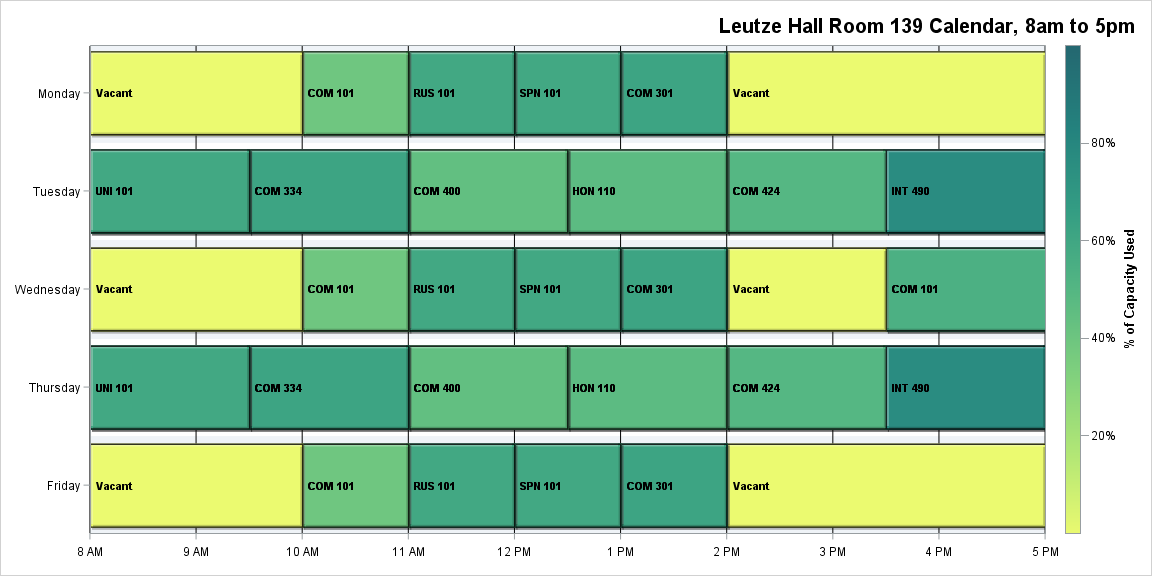 Leutze Hall Room 139 Calendar, 8am to 5pm
Monday
Vacant
COM 101
RUS 101
SPN 101
COM 301
Vacant
Tuesday
UNI 101
COM 334
COM 400
HON 110
COM 424
INT 490
Wednesday
Vacant
COM 101
RUS 101
SPN 101
COM 301
Vacant
COM 101
Thursday
UNI 101
COM 334
COM 400
HON 110
COM 424
INT 490
Friday
Vacant
COM 101
RUS 101
SPN 101
COM 301
Vacant
8 AM
9 AM
10 AM
11 AM
12 PM
1 PM
2 PM
3 PM
4 PM
5 PM
80%
60%
40%
20%
% of Capacity Used